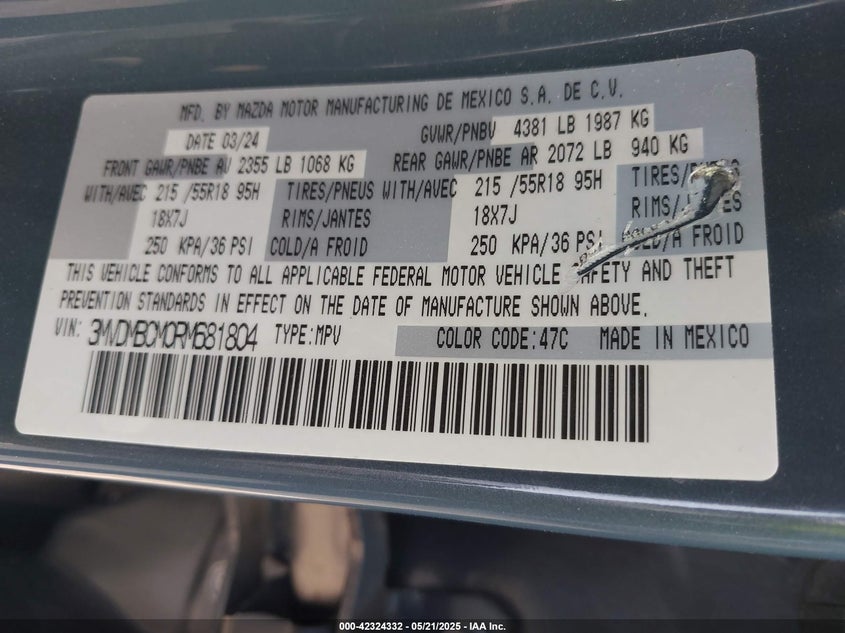 MFD. BY MAZDA MOTOR MANUFACTURING DE MEXICO S.A. DE C.V.
DATE 03/24 GVWR/PNBV 4381 LB 1987 KG
FRONT GAWR/PNBE AV 2355 LB 1068 KG REAR GAWR/PNBE AR 2072 LB 940 KG
WITH/AVEC 215 /55R18 95H TIRES/PNEUS WITH/AVEC 215 /55R18 95H
18X7J RIMS/JANTES 18X7J RIMS/JANTES
250 KPA/36 PSI COLD/A FROID 250 KPA/36 PSI COLD/A FROID
THIS VEHICLE CONFORMS TO ALL APPLICABLE FEDERAL MOTOR VEHICLE SAFETY AND THEFT
PREVENTION STANDARDS IN EFFECT ON THE DATE OF MANUFACTURE SHOWN ABOVE.
VIN: 3MVDMBCM0RM681804 TYPE:MPV COLOR CODE:47C MADE IN MEXICO
000-42324332 - 05/21/2025 - IAA Inc.